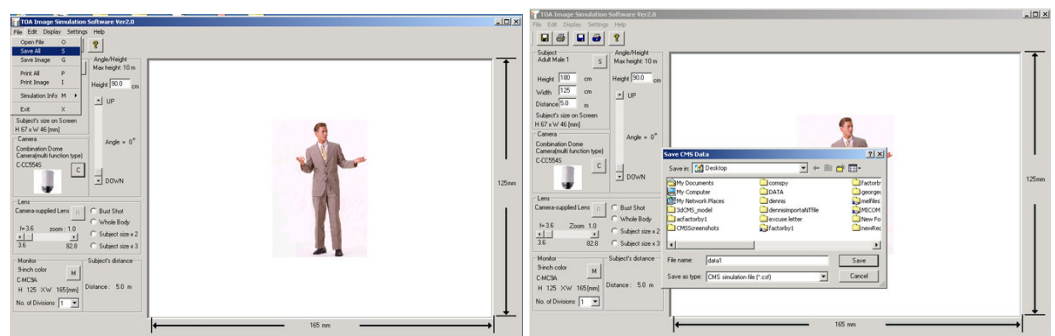 TOA Image Simulation Software Ver2.0
File Edit Display Settings Help
Open File O
Save All S
Save Image G
Print All P
Print Image I
Simulation Info. M
Exit X
Subject's size on Screen
H 67 x W 46 [mm]
Camera
Combination Dome
Camera(multi function type)
C-CC554S
C
Lens
Camera-supplied Lens
f=3.6 zoom : 1.0
3.6 82.8
Bust Shot
Whole Body
Subject size x 2
Subject size x 3
Monitor
9-inch color
M
C-MC9A
H 125 X W 165[mm]
No. of Divisions 1
Subject's distance
Distance : 5.0 m
Angle/Height
Max height: 10 m
Height 90.0 cm
UP
Angle = 0°
DOWN
125mm
165 mm
TOA Image Simulation Software Ver2.0
File Edit Display Settings Help
Subject
Adult Male 1
S
Height 180 cm
Width 125 cm
Distance 5.0 m
Subject's size on Screen
H 67 x W 46 [mm]
Camera
Combination Dome
Camera(multi function type)
C-CC554S
C
Lens
Camera-supplied Lens
f=3.6 Zoom : 1.0
3.6 82.8
Bust Shot
Whole Body
Subject size x 2
Subject size x 3
Monitor
9-inch color
M
C-MC9A
H 125 X W 165[mm]
No. of Divisions 1
Subject's distance
Distance : 5.0 m
Angle/Height
Max height: 10 m
Height 90.0 cm
UP
Angle = 0°
DOWN
Save CMS Data
Save in: Desktop
My Documents
My Computer
My Network Places
3dCMS_model
acfactorby1
CMSScreenshots
comspy
DATA
dennis
dennisimportaNTfile
excuse letter
factorby1
factorb
george
melfiles
MICOM
New Fo
newRec
File name: data1
Save
Save as type: CMS simulation file (*.csf)
Cancel
125mm
165 mm